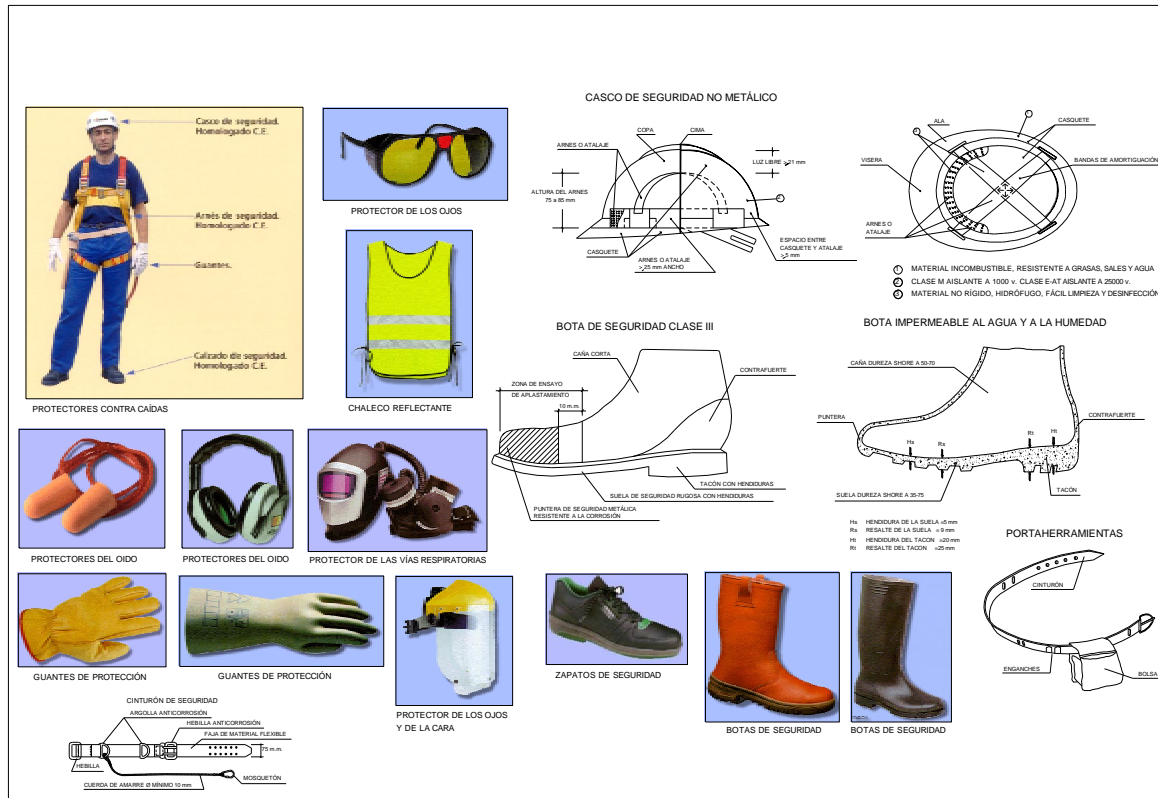 CASCO DE SEGURIDAD NO METÁLICO
Casco de seguridad.
Homologado C.E.
Arnés de seguridad.
Homologado C.E.
Guantes.
Calzado de seguridad.
Homologado C.E.
PROTECTORES CONTRA CAÍDAS
PROTECTOR DE LOS OJOS
CHALECO REFLECTANTE
COPA
CIMA
ARNES O ATALAJE
LUZ LIBRE >21 mm
ALTURA DEL ARNES
75 a 85 mm
2
CASQUETE
ARNES O ATALAJE
>25 mm ANCHO
ESPACIO ENTRE
CASQUETE Y ATALAJE
>5 mm
ALA
1
3
CASQUETE
VISERA
BANDAS DE AMORTIGUACIÓN
ARNES O
ATALAJE
1 MATERIAL INCOMBUSTIBLE, RESISTENTE A GRASAS, SALES Y AGUA
2 CLASE M AISLANTE A 1000 v. CLASE E-AT AISLANTE A 25000 v.
3 MATERIAL NO RÍGIDO, HIDRÓFUGO, FÁCIL LIMPIEZA Y DESINFECCIÓN
BOTA DE SEGURIDAD CLASE III
CAÑA CORTA
CONTRAFUERTE
ZONA DE ENSAYO
DE APLASTAMIENTO
10 m.m.
TACÓN CON HENDIDURAS
SUELA DE SEGURIDAD RUGOSA CON HENDIDURAS
PUNTERA DE SEGURIDAD METÁLICA
RESISTENTE A LA CORROSIÓN
BOTA IMPERMEABLE AL AGUA Y A LA HUMEDAD
CAÑA DUREZA SHORE A 50-70
PUNTERA
CONTRAFUERTE
Hs
Rs
Rt
Ht
SUELA DUREZA SHORE A 35-75
TACÓN
Hs HENDIDURA DE LA SUELA =5 mm
Rs RESALTE DE LA SUELA = 9 mm
Ht HENDIDURA DEL TACON =20 mm
Rt RESALTE DEL TACON =25 mm
PROTECTORES DEL OIDO
PROTECTORES DEL OIDO
PROTECTOR DE LAS VÍAS RESPIRATORIAS
PORTAHERRAMIENTAS
CINTURÓN
ENGANCHES
BOLSA
GUANTES DE PROTECCIÓN
GUANTES DE PROTECCIÓN
PROTECTOR DE LOS OJOS
Y DE LA CARA
ZAPATOS DE SEGURIDAD
BOTAS DE SEGURIDAD
BOTAS DE SEGURIDAD
CINTURÓN DE SEGURIDAD
ARGOLLA ANTICORROSIÓN
HEBILLA ANTICORROSIÓN
FAJA DE MATERIAL FLEXIBLE
75 m.m.
HEBILLA
MOSQUETÓN
CUERDA DE AMARRE Ø MÍNIMO 10 mm